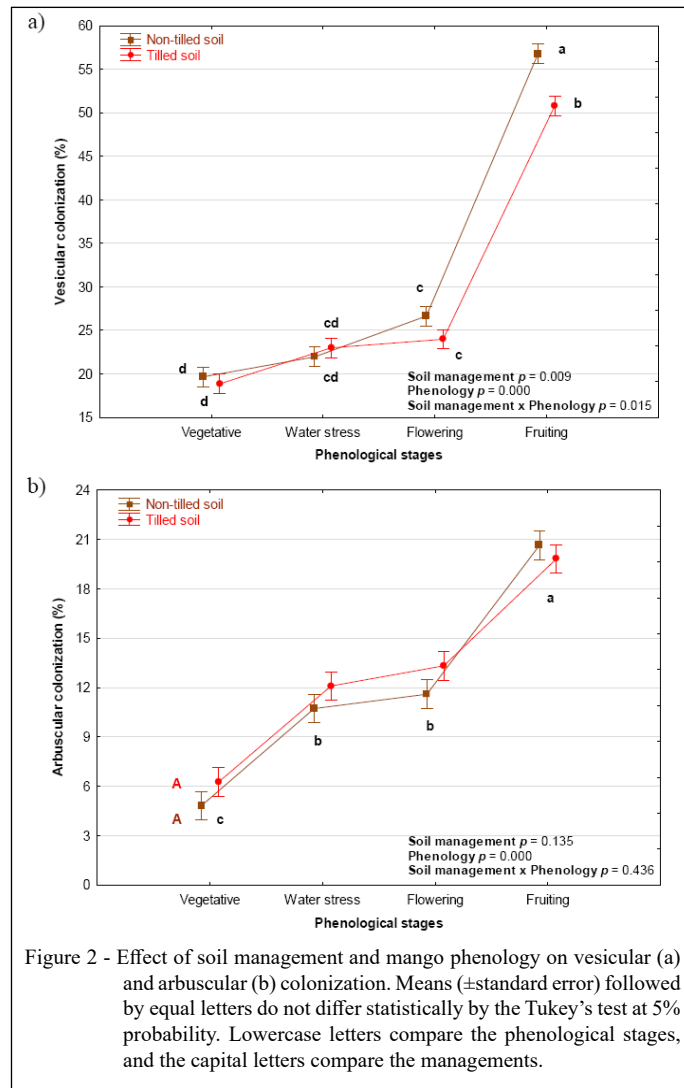 a)
60
Non-tilled soil
Tilled soil
a
55
b
50
45
Vesicular colonization (%)
40
35
30
c
25
cd
c
20
d
cd
d
Soil management p = 0.009
Phenology p = 0.000
Soil management x Phenology p = 0.015
15
Vegetative Water stress Flowering Fruiting
Phenological stages
b)
24
Non-tilled soil
Tilled soil
21
18
a
15
Arbuscular colonization (%)
12
9
b b
6
A
A c
3
Soil management p = 0.135
Phenology p = 0.000
Soil management x Phenology p = 0.436
0
Vegetative Water stress Flowering Fruiting
Phenological stages
Figure 2 - Effect of soil management and mango phenology on vesicular (a)
and arbuscular (b) colonization. Means (±standard error) followed
by equal letters do not differ statistically by the Tukey’s test at 5%
probability. Lowercase letters compare the phenological stages,
and the capital letters compare the managements.